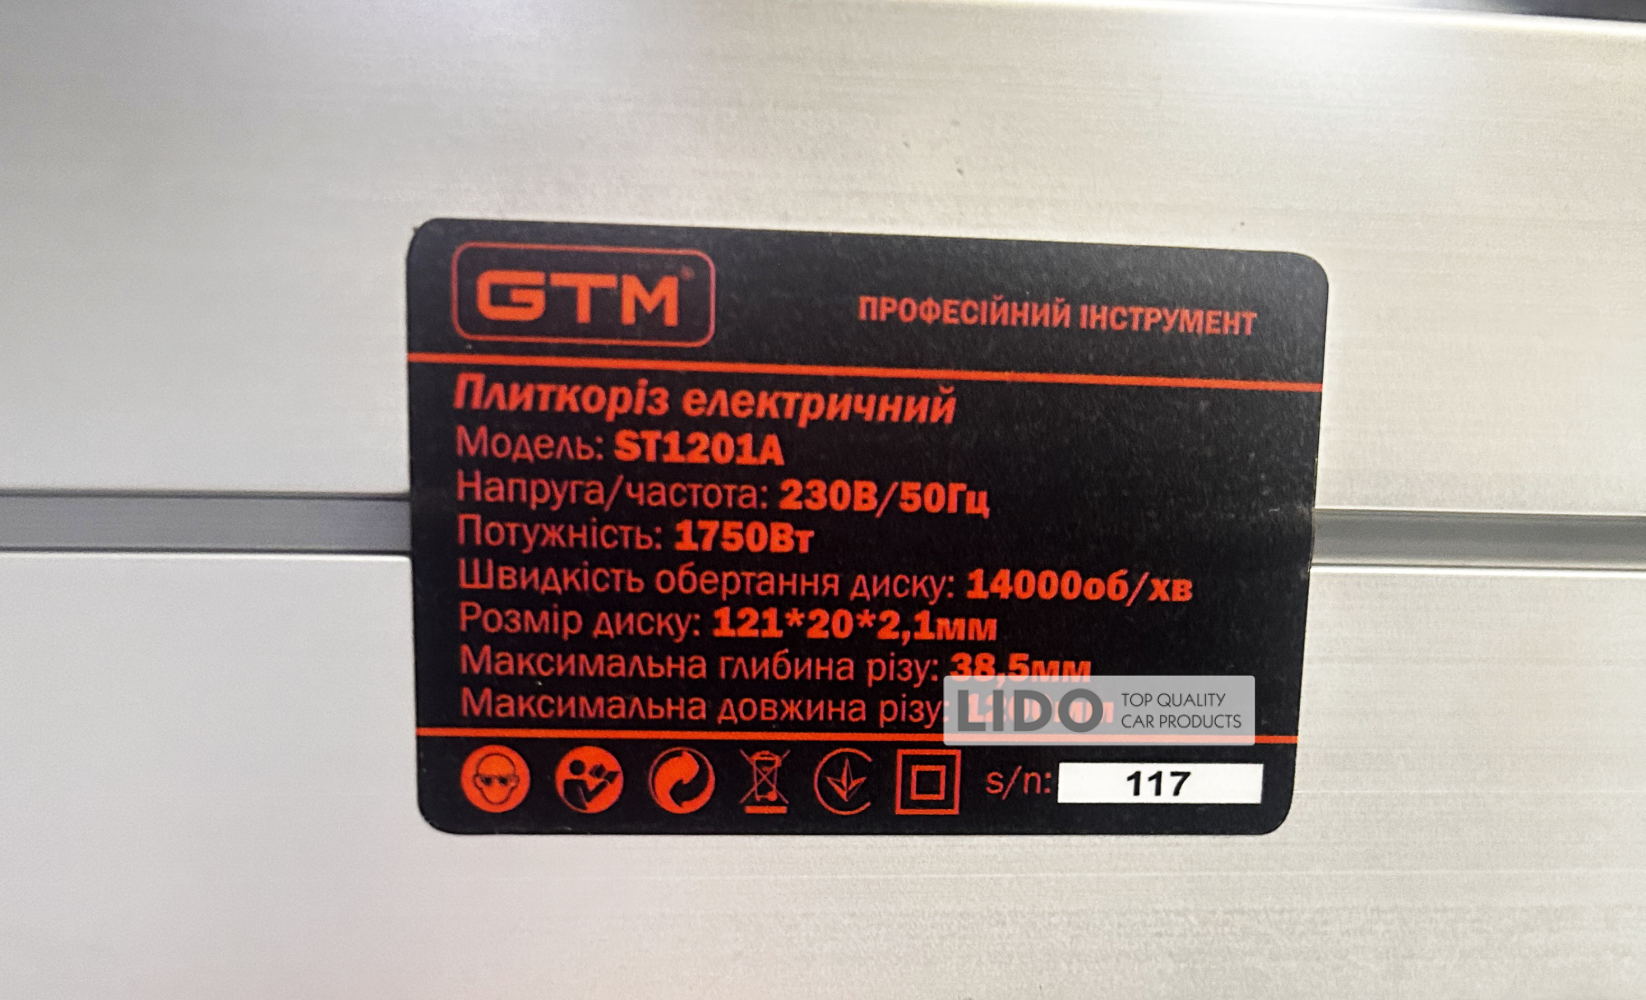 GTM®
ПРОФЕСІЙНИЙ ІНСТРУМЕНТ
Плиткоріз електричний
Модель: ST1201A
Напруга/частота: 230В/50Гц
Потужність: 1750Вт
Швидкість обертання диску: 14000об/хв
Розмір диску: 121*20*2,1мм
Максимальна глибина різу: 38,5мм
Максимальна довжина різу:
LIDO TOP QUALITY
CAR PRODUCTS
s/n: 117